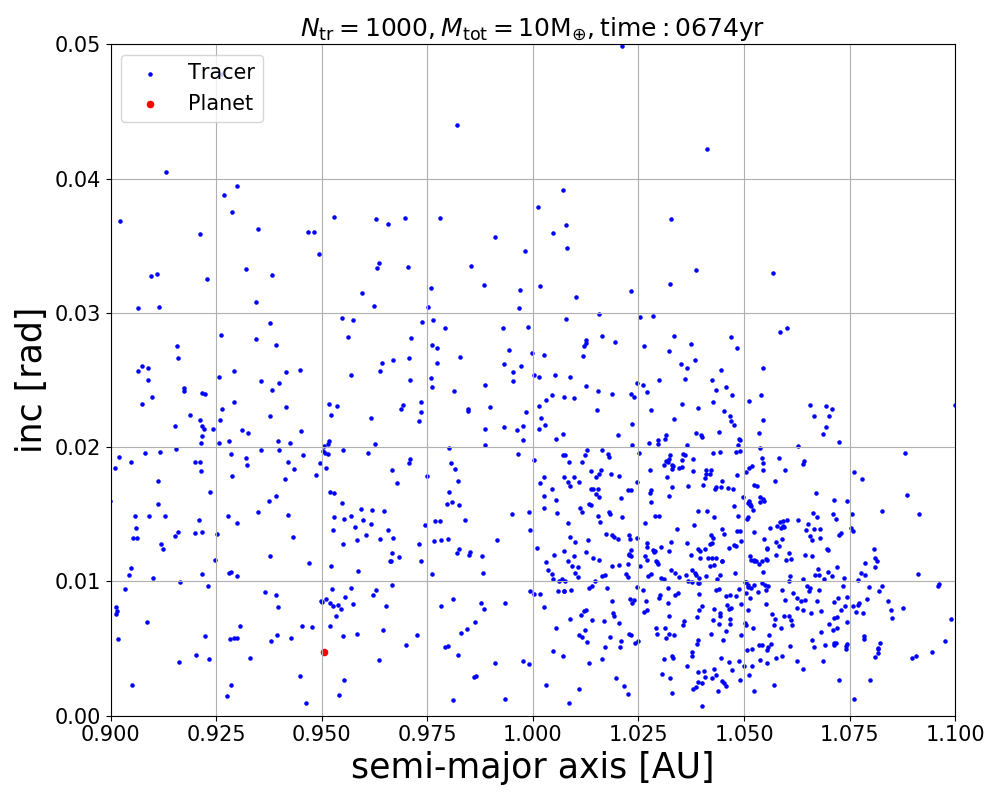 N_tr = 1000, M_tot = 10M_⊕, time : 0674yr
Tracer
Planet
0.05
0.04
0.03
0.02
0.01
0.00
inc [rad]
0.900 0.925 0.950 0.975 1.000 1.025 1.050 1.075 1.100
semi-major axis [AU]